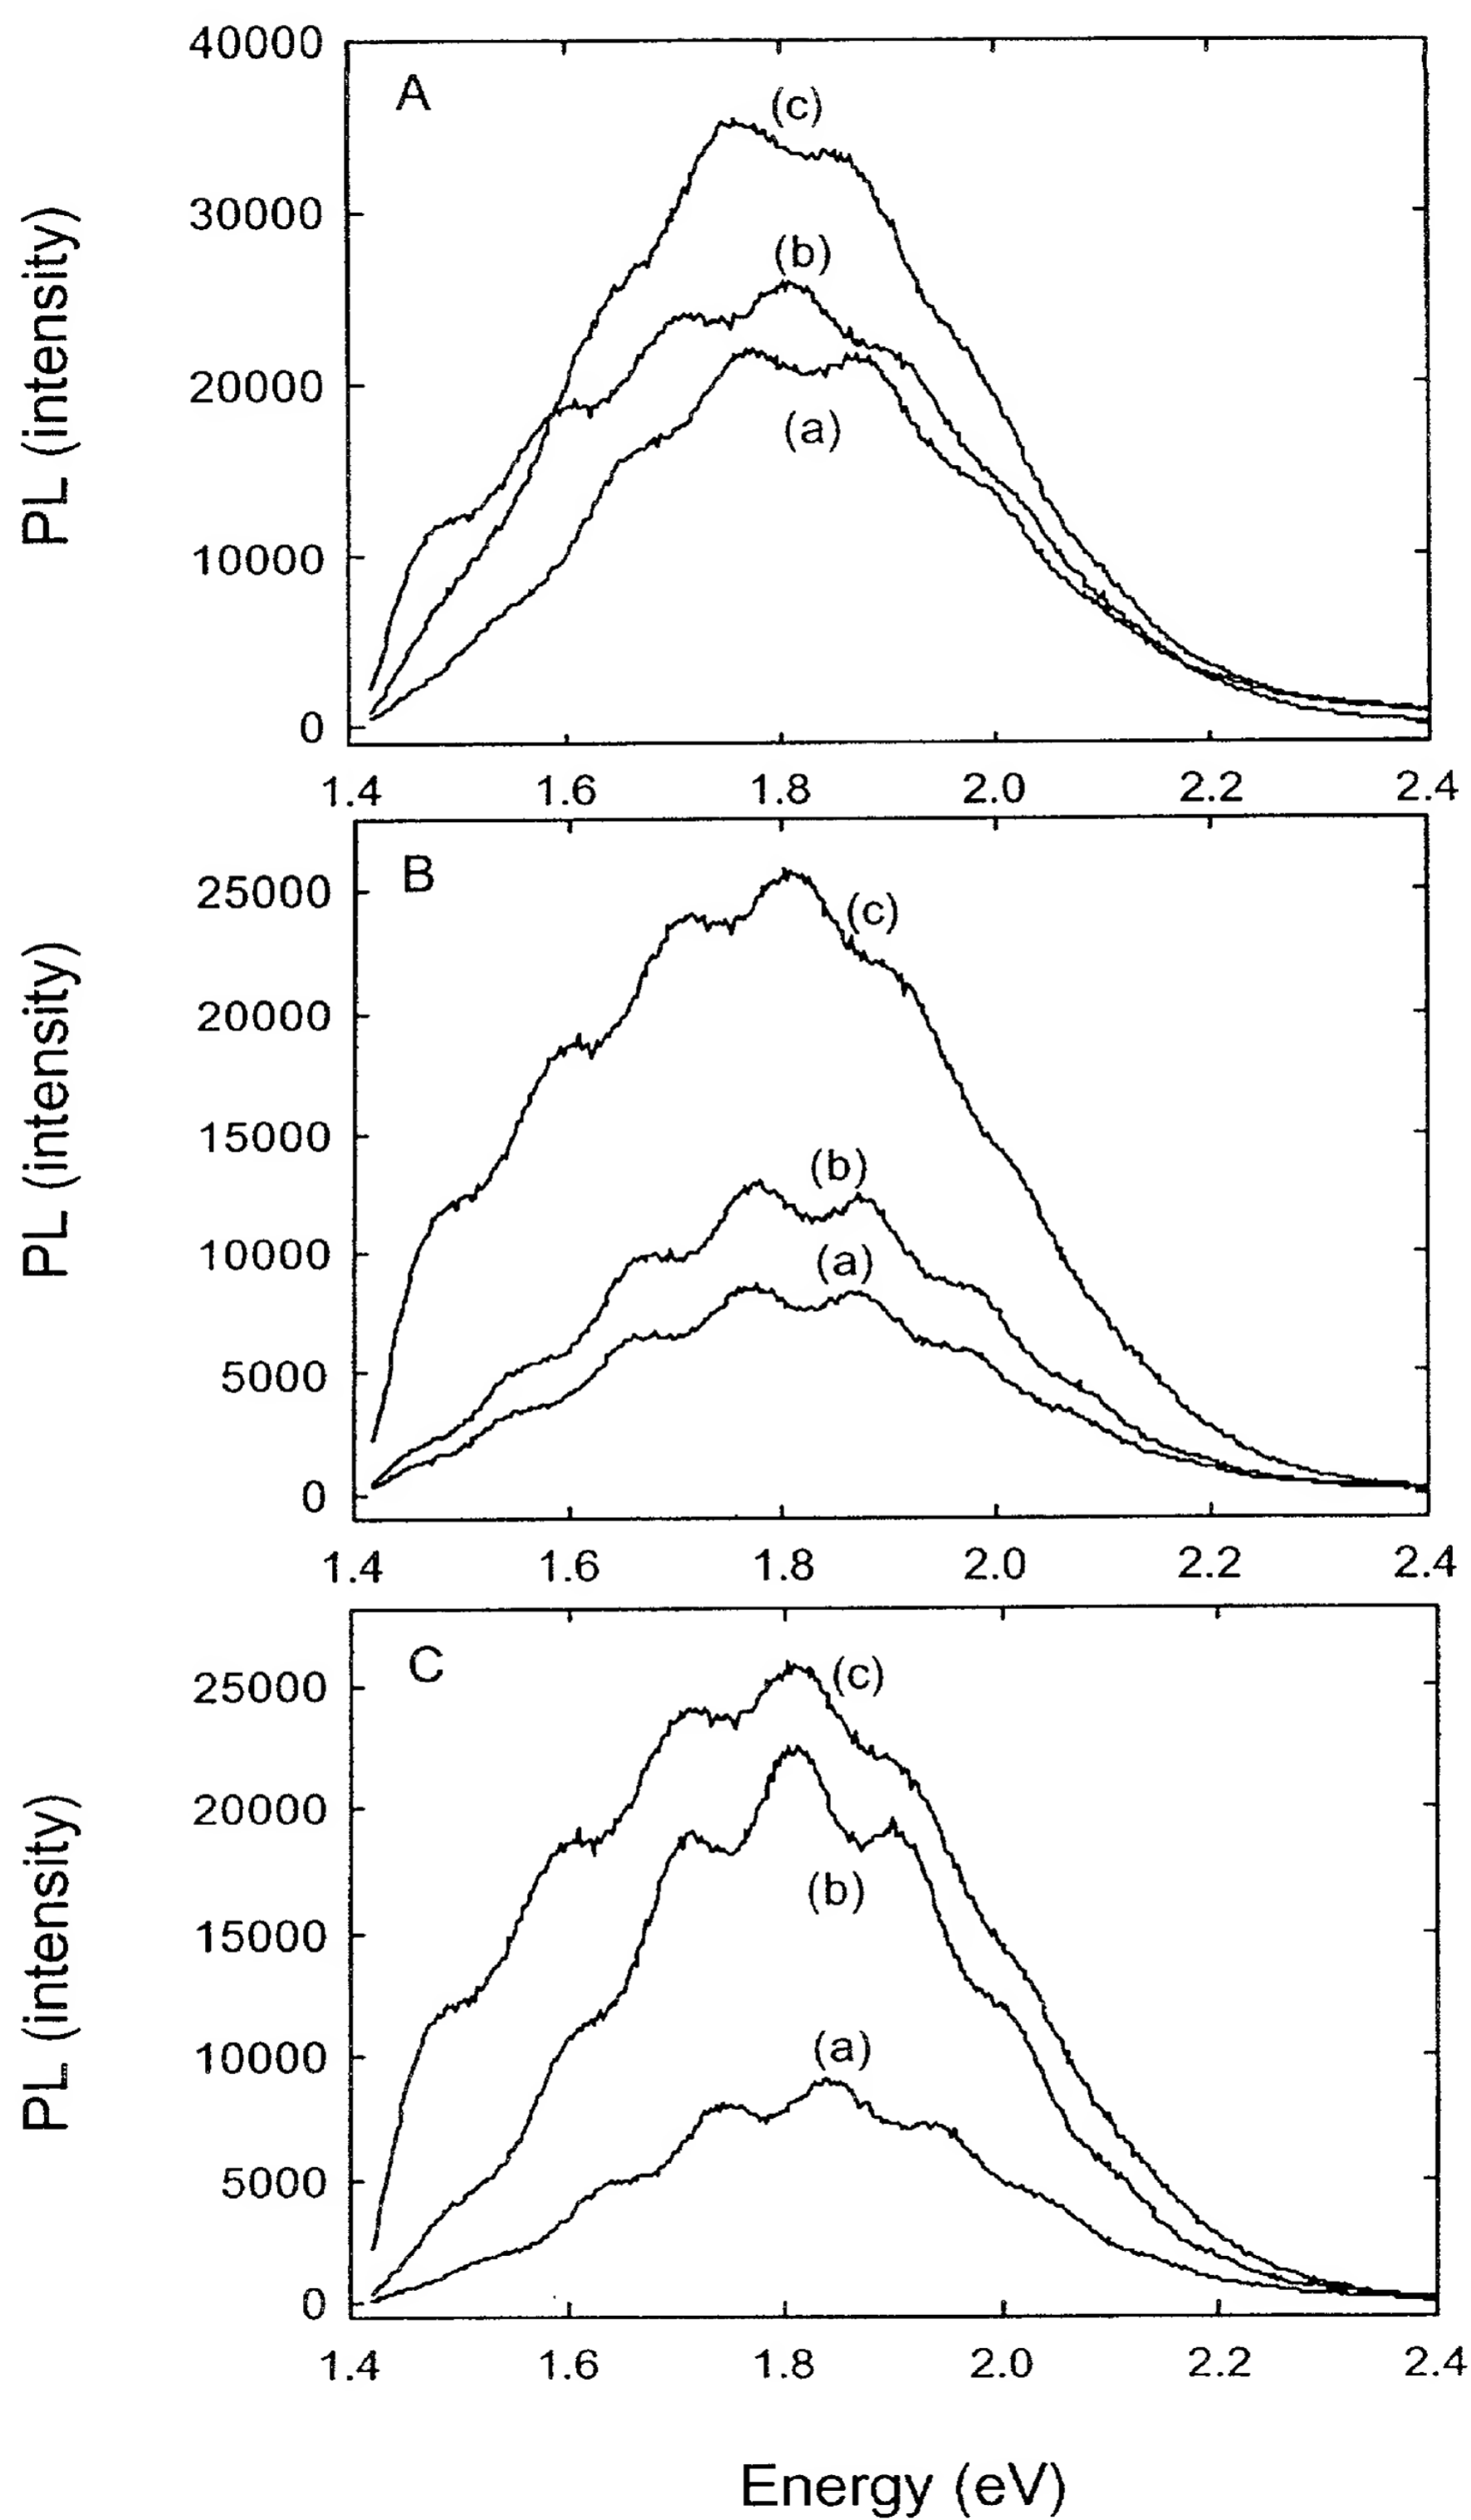 40000
A
(c)
30000
(b)
20000
(a)
10000
0
PL (intensity)
1.4 1.6 1.8 2.0 2.2 2.4
B
25000
(c)
20000
15000
(b)
10000
(a)
5000
0
PL (intensity)
1.4 1.6 1.8 2.0 2.2 2.4
C
25000
(c)
20000
(b)
15000
10000
(a)
5000
0
PL (intensity)
1.4 1.6 1.8 2.0 2.2 2.4
Energy (eV)